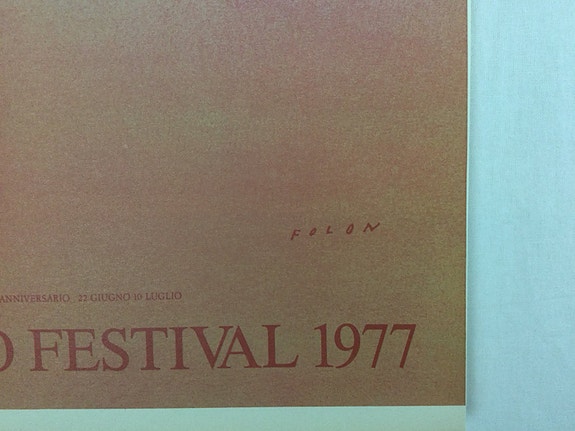 FOLON
ANNIVERSARIO 22 GIUGNO 10 LUGLIO
O FESTIVAL 1977